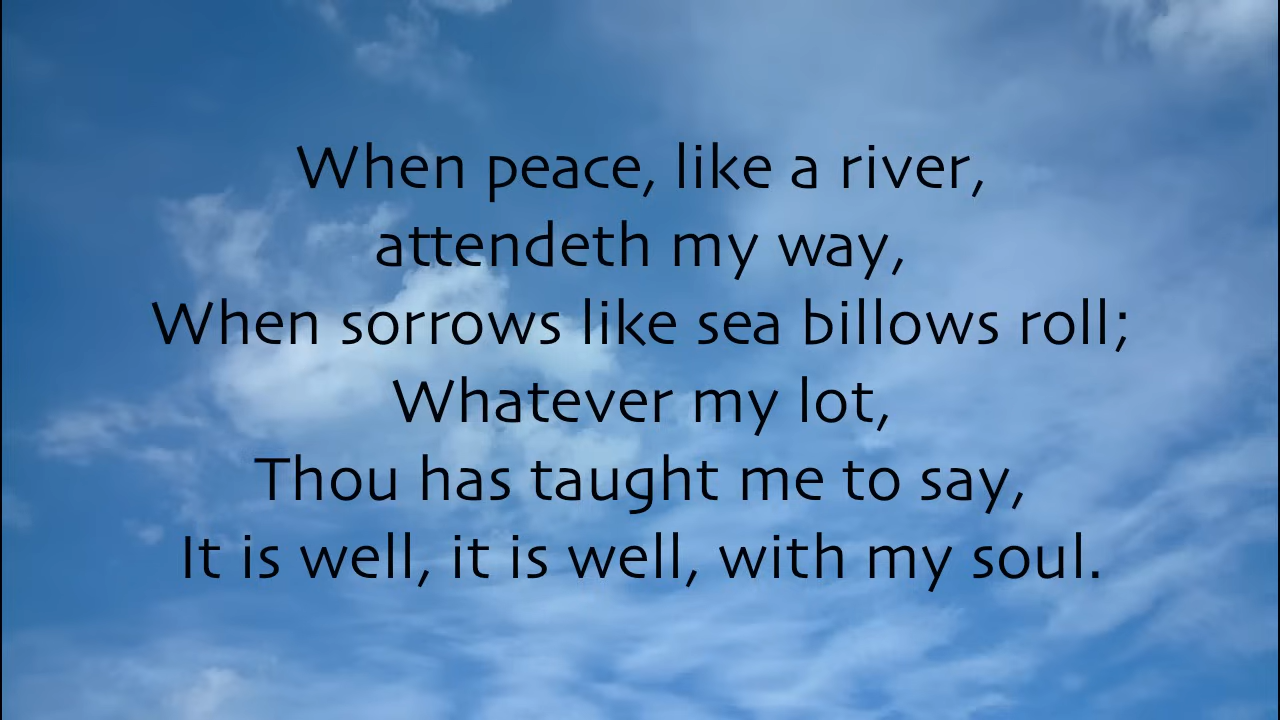 When peace, like a river,
attendeth my way,
When sorrows like sea billows roll;
Whatever my lot,
Thou has taught me to say,
It is well, it is well, with my soul.